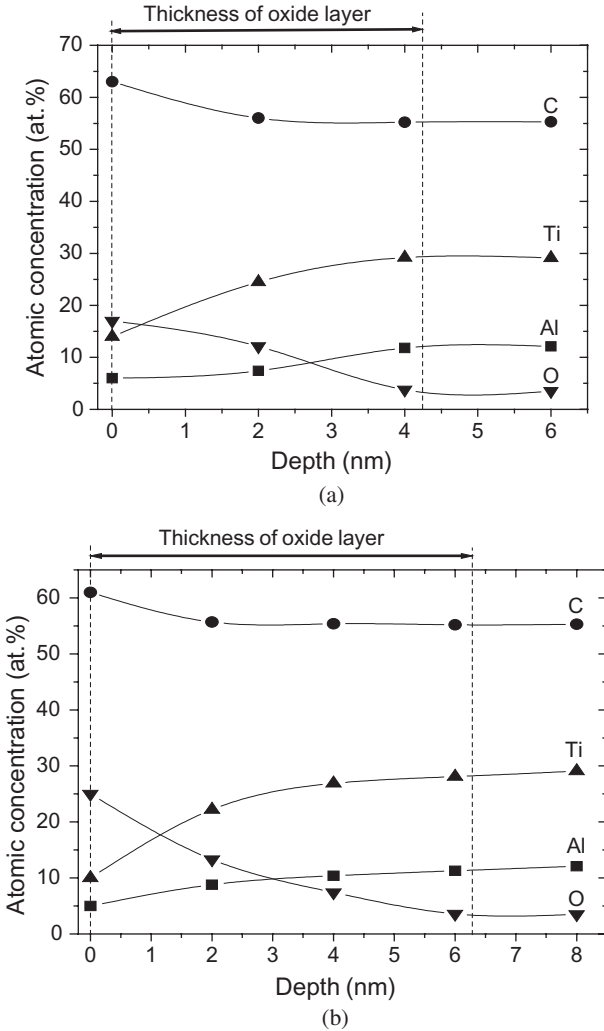 Thickness of oxide layer
70
60
50
40
30
20
10
0
Atomic concentration (at.%)
C
Ti
Al
O
0 1 2 3 4 5 6
Depth (nm)
(a)
Thickness of oxide layer
60
50
40
30
20
10
0
Atomic concentration (at.%)
C
Ti
Al
O
0 1 2 3 4 5 6 7 8
Depth (nm)
(b)